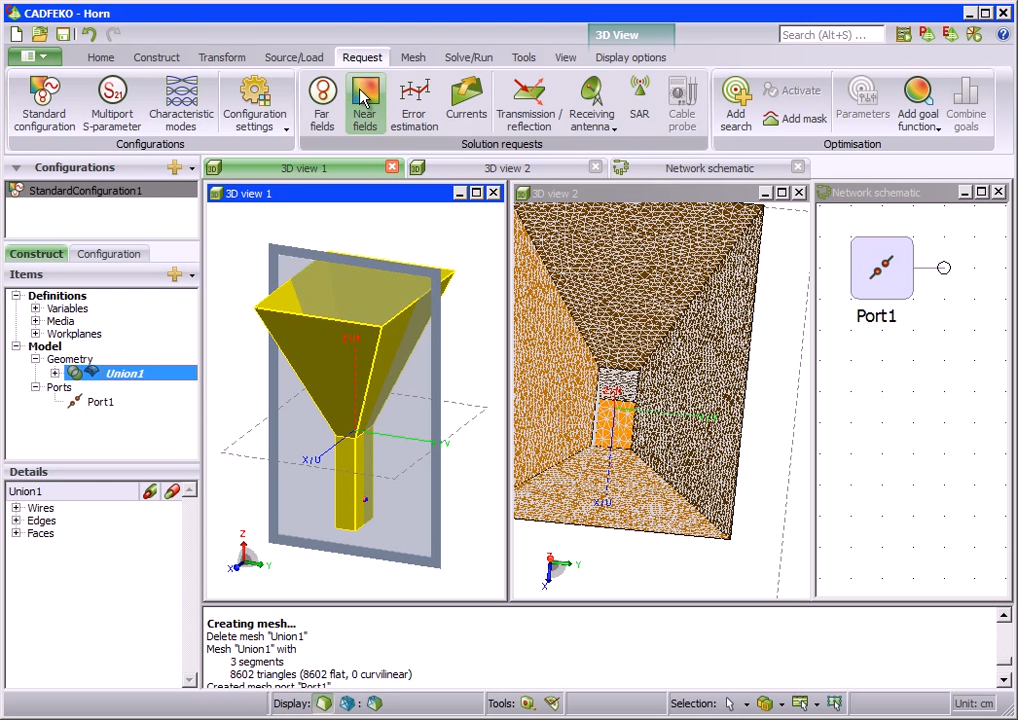 CADFEKO - Horn
3D View
Search (Alt+S) ...
Home Construct Transform Source/Load Request Mesh Solve/Run Tools View Display options
S21
Standard configuration
Multiport S-parameter
Characteristic modes
Configuration settings
Far fields
Near fields
Error estimation
Currents
Transmission / reflection
Receiving antenna
SAR
Cable probe
Add search
Activate
Add mask
Parameters
Add goal function
Combine goals
Configurations
Solution requests
Optimisation
Configurations
3D view 1
3D view 2
Network schematic
StandardConfiguration1
3D view 1
3D view 2
Network schematic
Construct Configuration
Items
Definitions
Variables
Media
Workplanes
Model
Geometry
Union1
Ports
Port1
Details
Union1
Wires
Edges
Faces
X/U
Z
Y
X
X/U
Z
Y
X
Port1
Creating mesh...
Delete mesh "Union1"
Mesh "Union1" with
3 segments
8602 triangles (8602 flat, 0 curvilinear)
Created mesh port "Port1"
Display:
Tools:
Selection:
Unit: cm